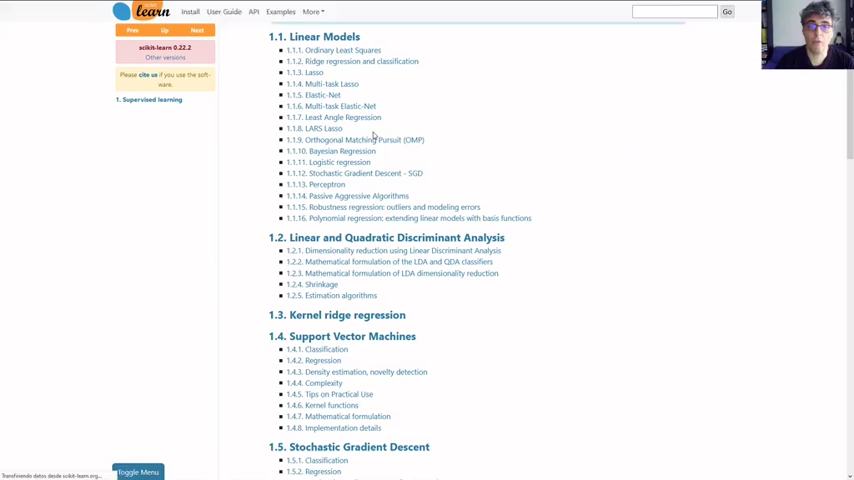 learn
Install User Guide API Examples More
Go
Prev Up Next
scikit-learn 0.22.2
Other versions
Please cite us if you use the soft-
ware.
1. Supervised learning
1.1. Linear Models
1.1.1. Ordinary Least Squares
1.1.2. Ridge regression and classification
1.1.3. Lasso
1.1.4. Multi-task Lasso
1.1.5. Elastic-Net
1.1.6. Multi-task Elastic-Net
1.1.7. Least Angle Regression
1.1.8. LARS Lasso
1.1.9. Orthogonal Matching Pursuit (OMP)
1.1.10. Bayesian Regression
1.1.11. Logistic regression
1.1.12. Stochastic Gradient Descent - SGD
1.1.13. Perceptron
1.1.14. Passive Aggressive Algorithms
1.1.15. Robustness regression: outliers and modeling errors
1.1.16. Polynomial regression: extending linear models with basis functions
1.2. Linear and Quadratic Discriminant Analysis
1.2.1. Dimensionality reduction using Linear Discriminant Analysis
1.2.2. Mathematical formulation of the LDA and QDA classifiers
1.2.3. Mathematical formulation of LDA dimensionality reduction
1.2.4. Shrinkage
1.2.5. Estimation algorithms
1.3. Kernel ridge regression
1.4. Support Vector Machines
1.4.1. Classification
1.4.2. Regression
1.4.3. Density estimation, novelty detection
1.4.4. Complexity
1.4.5. Tips on Practical Use
1.4.6. Kernel functions
1.4.7. Mathematical formulation
1.4.8. Implementation details
1.5. Stochastic Gradient Descent
1.5.1. Classification
1.5.2. Regression
Toggle Menu
Transfiriendo datos desde scikit-learn.org...